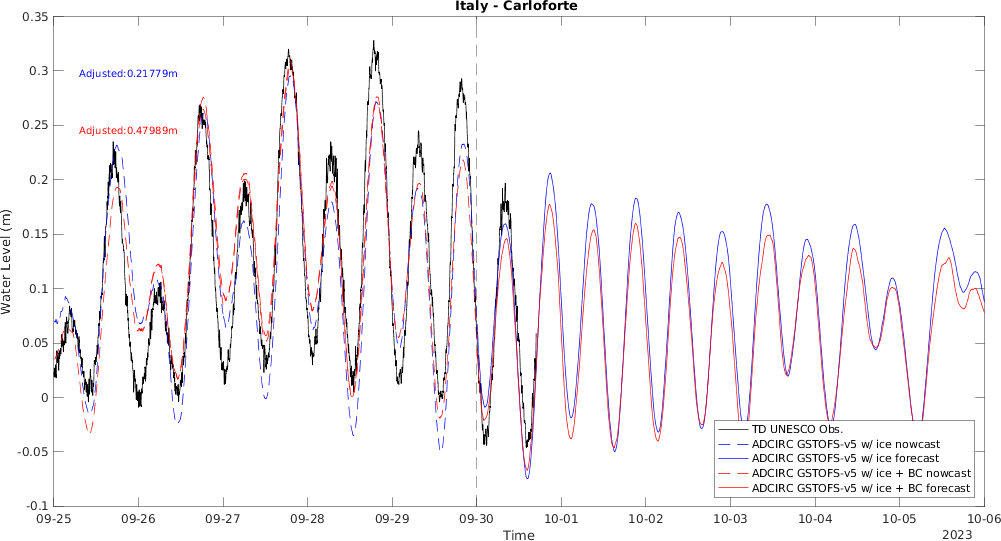 Italy - Carloforte
0.35
0.3
0.25
0.2
0.15
0.1
0.05
0
-0.05
-0.1
Water Level (m)
Adjusted:0.21779m
Adjusted:0.47989m
TD UNESCO Obs.
ADCIRC GSTOFS-v5 w/ ice nowcast
ADCIRC GSTOFS-v5 w/ ice forecast
ADCIRC GSTOFS-v5 w/ ice + BC nowcast
ADCIRC GSTOFS-v5 w/ ice + BC forecast
09-25 09-26 09-27 09-28 09-29 09-30 10-01 10-02 10-03 10-04 10-05 10-06
Time
2023